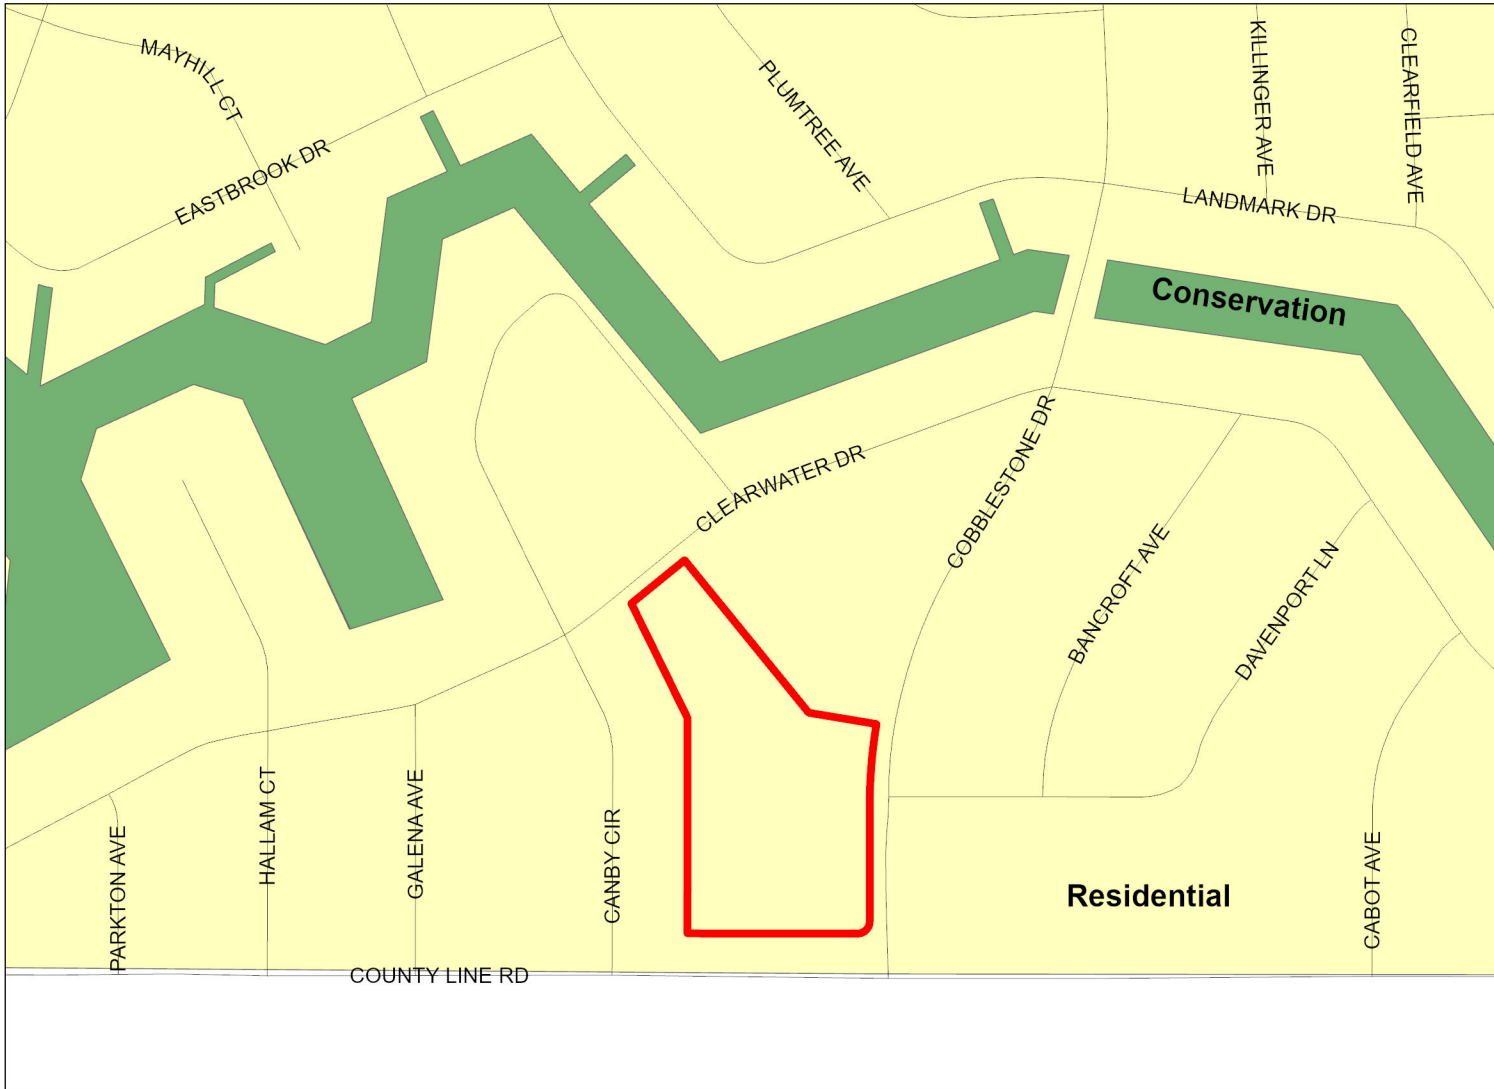 MAYHILL CT
EASTBROOK DR
PLUMTREE AVE
KILLINGER AVE
CLEARFIELD AVE
LANDMARK DR
Conservation
CLEARWATER DR
COBBLESTONE DR
BANCROFT AVE
DAVENPORT LN
PARKTON AVE
HALLAM CT
GALENA AVE
CANBY CIR
Residential
CABOT AVE
COUNTY LINE RD